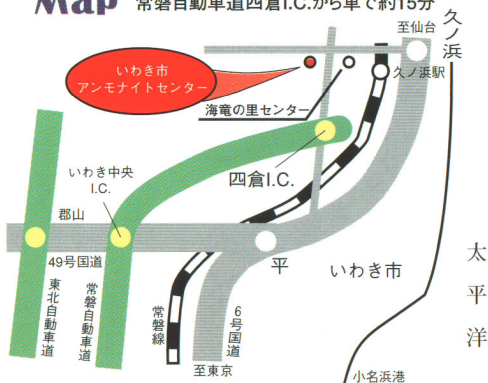 Map 常磐自動車道四倉I.C.から車で約15分
至仙台
久ノ浜
いわき市
アンモナイトセンター
久ノ浜駅
海竜の里センター
いわき中央
I.C.
四倉I.C.
郡山
49号国道
平
いわき市
太平洋
東北自動車道
常磐自動車道
常磐線
6号国道
至東京
小名浜港